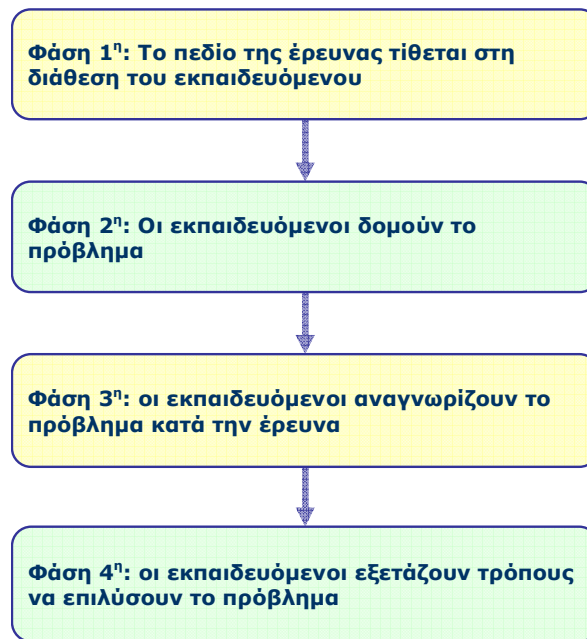 Φάση 1η: Το πεδίο της έρευνας τίθεται στη
διάθεση του εκπαιδευόμενου
Φάση 2η: Οι εκπαιδευόμενοι δομούν το
πρόβλημα
Φάση 3η: οι εκπαιδευόμενοι αναγνωρίζουν το
πρόβλημα κατά την έρευνα
Φάση 4η: οι εκπαιδευόμενοι εξετάζουν τρόπους
να επιλύσουν το πρόβλημα